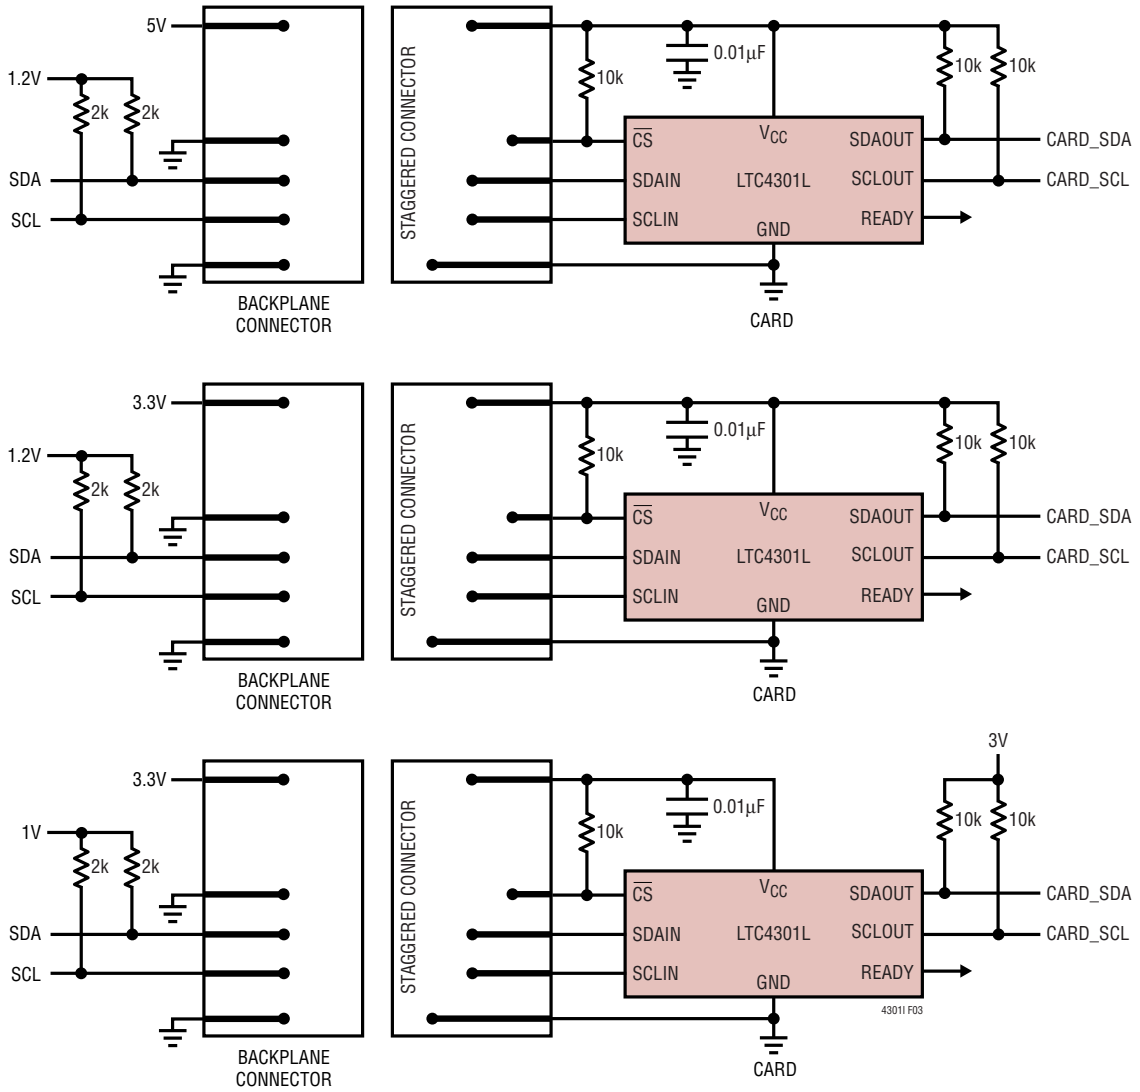 5V
1.2V
2k
2k
SDA
SCL
BACKPLANE
CONNECTOR
STAGGERED CONNECTOR
10k
0.01µF
10k
10k
CS
VCC
SDAOUT
CARD_SDA
SDAIN
LTC4301L
SCLOUT
CARD_SCL
SCLIN
GND
READY
CARD
3.3V
1.2V
2k
2k
SDA
SCL
BACKPLANE
CONNECTOR
STAGGERED CONNECTOR
10k
0.01µF
10k
10k
CS
VCC
SDAOUT
CARD_SDA
SDAIN
LTC4301L
SCLOUT
CARD_SCL
SCLIN
GND
READY
CARD
3.3V
1V
2k
2k
SDA
SCL
BACKPLANE
CONNECTOR
STAGGERED CONNECTOR
10k
0.01µF
3V
10k
10k
CS
VCC
SDAOUT
CARD_SDA
SDAIN
LTC4301L
SCLOUT
CARD_SCL
SCLIN
GND
READY
4301l F03
CARD